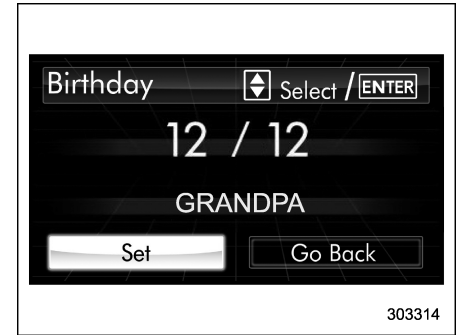 Birthday Select / ENTER
12 / 12
GRANDPA
Set Go Back
303314